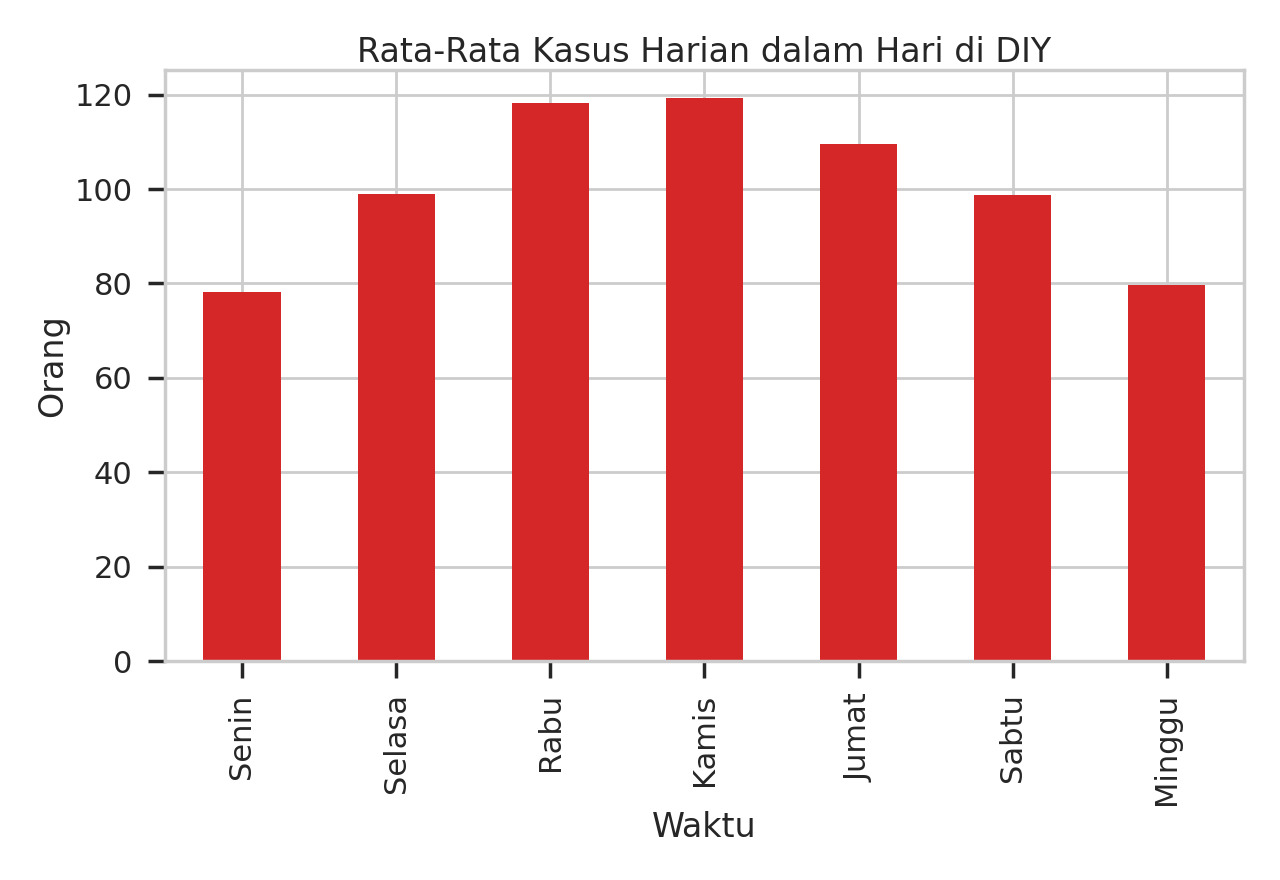 Rata-Rata Kasus Harian dalam Hari di DIY
120
100
80
60
40
20
0
Orang
Senin
Selasa
Rabu
Kamis
Jumat
Sabtu
Minggu
Waktu